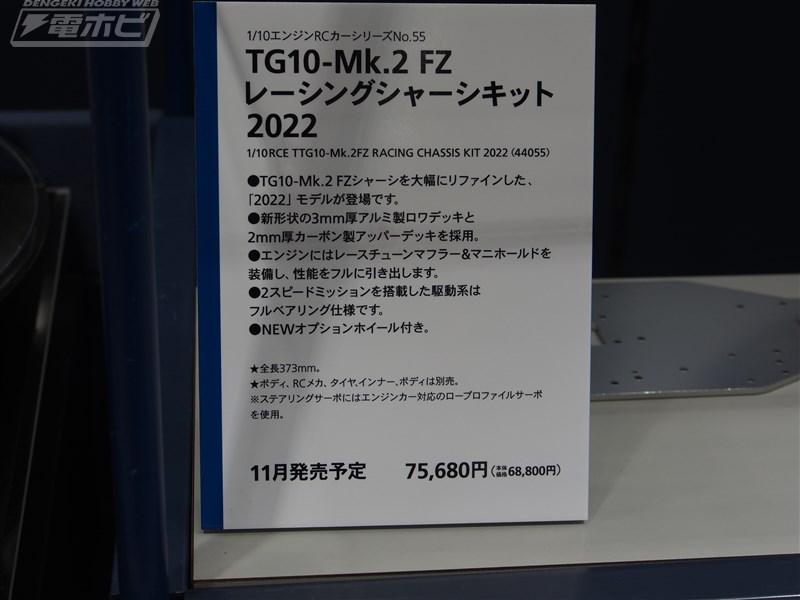 DENGEKI HOBBY WEB
電ホビ
1/10エンジンRCカーシリーズNo.55
TG10-Mk.2 FZ
レーシングシャーシキット
2022
1/10RCE TTG10-Mk.2FZ RACING CHASSIS KIT 2022 (44055)
●TG10-Mk.2 FZシャーシを大幅にリファインした、
「2022」モデルが登場です。
●新形状の3mm厚アルミ製ロワデッキと
2mm厚カーボン製アッパーデッキを採用。
●エンジンにはレースチューンマフラー&マニホールドを
装備し、性能をフルに引き出します。
●2スピードミッションを搭載した駆動系は
フルベアリング仕様です。
●NEWオプションホイール付き。
★全長373mm。
★ボディ、RCメカ、タイヤ、インナー、ボディは別売。
※ステアリングサーボにはエンジンカー対応のロープロファイルサーボ
を使用。
11月発売予定 75,680円(本体価格68,800円)